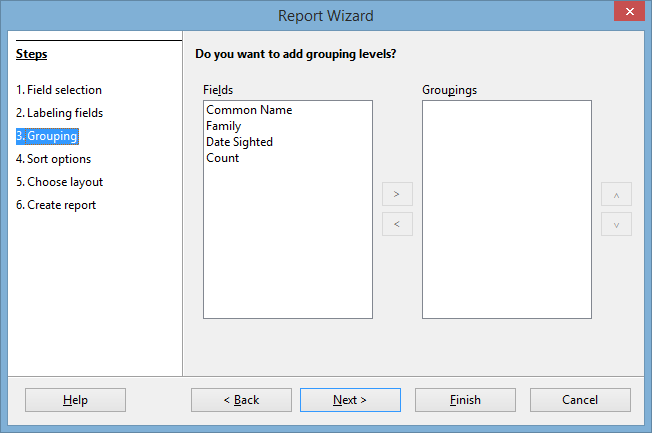 Report Wizard
Steps
1. Field selection
2. Labeling fields
3. Grouping
4. Sort options
5. Choose layout
6. Create report
Do you want to add grouping levels?
Fields
Groupings
Common Name
Family
Date Sighted
Count
>
<
^
v
Help
< Back
Next >
Finish
Cancel